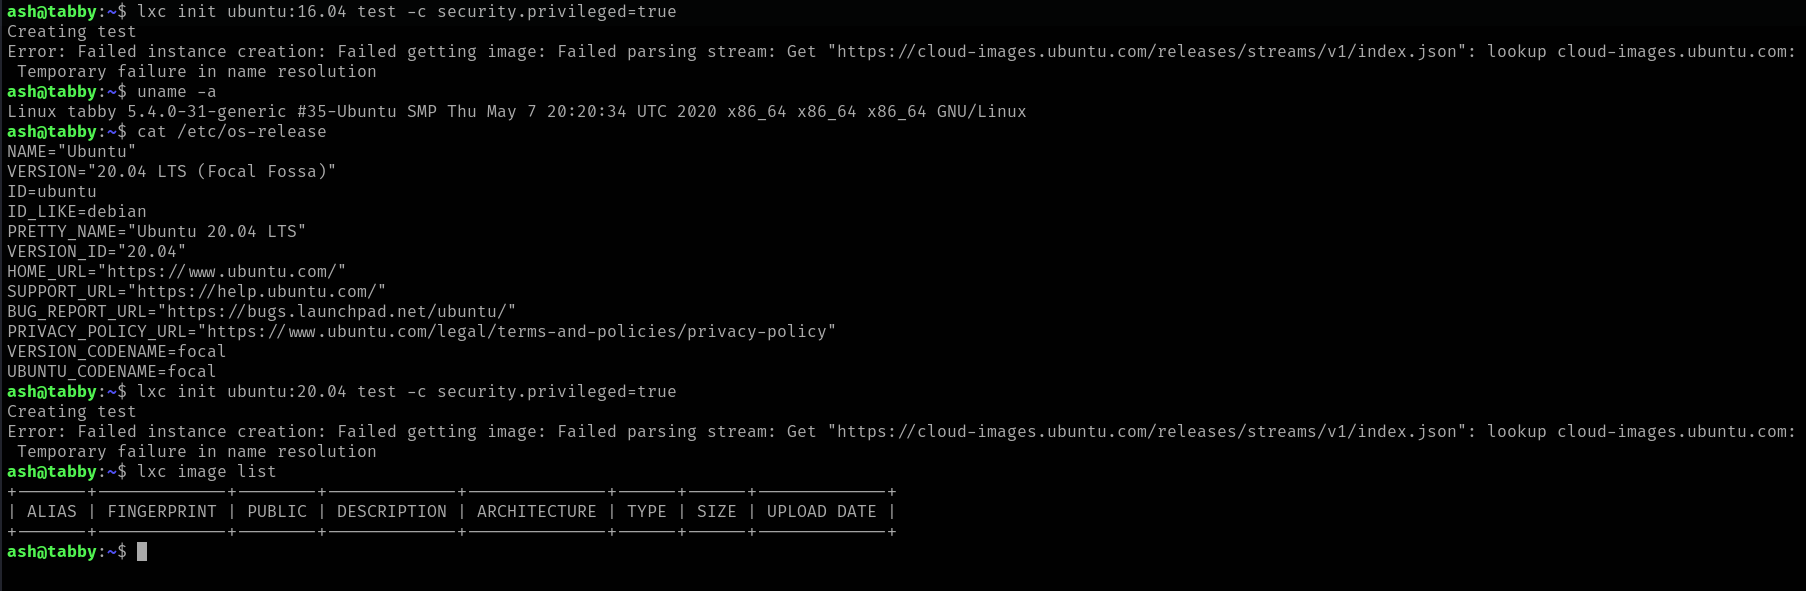 ash@tabby:~$ lxc init ubuntu:16.04 test -c security.privileged=true
Creating test
Error: Failed instance creation: Failed getting image: Failed parsing stream: Get "https://cloud-images.ubuntu.com/releases/streams/v1/index.json": lookup cloud-images.ubuntu.com:
 Temporary failure in name resolution
ash@tabby:~$ uname -a
Linux tabby 5.4.0-31-generic #35-Ubuntu SMP Thu May 7 20:20:34 UTC 2020 x86_64 x86_64 x86_64 GNU/Linux
ash@tabby:~$ cat /etc/os-release
NAME="Ubuntu"
VERSION="20.04 LTS (Focal Fossa)"
ID=ubuntu
ID_LIKE=debian
PRETTY_NAME="Ubuntu 20.04 LTS"
VERSION_ID="20.04"
HOME_URL="https://www.ubuntu.com/"
SUPPORT_URL="https://help.ubuntu.com/"
BUG_REPORT_URL="https://bugs.launchpad.net/ubuntu/"
PRIVACY_POLICY_URL="https://www.ubuntu.com/legal/terms-and-policies/privacy-policy"
VERSION_CODENAME=focal
UBUNTU_CODENAME=focal
ash@tabby:~$ lxc init ubuntu:20.04 test -c security.privileged=true
Creating test
Error: Failed instance creation: Failed getting image: Failed parsing stream: Get "https://cloud-images.ubuntu.com/releases/streams/v1/index.json": lookup cloud-images.ubuntu.com:
 Temporary failure in name resolution
ash@tabby:~$ lxc image list
+-------+-------------+--------+-------------+--------------+------+------+-------------+
| ALIAS | FINGERPRINT | PUBLIC | DESCRIPTION | ARCHITECTURE | TYPE | SIZE | UPLOAD DATE |
+-------+-------------+--------+-------------+--------------+------+------+-------------+
ash@tabby:~$